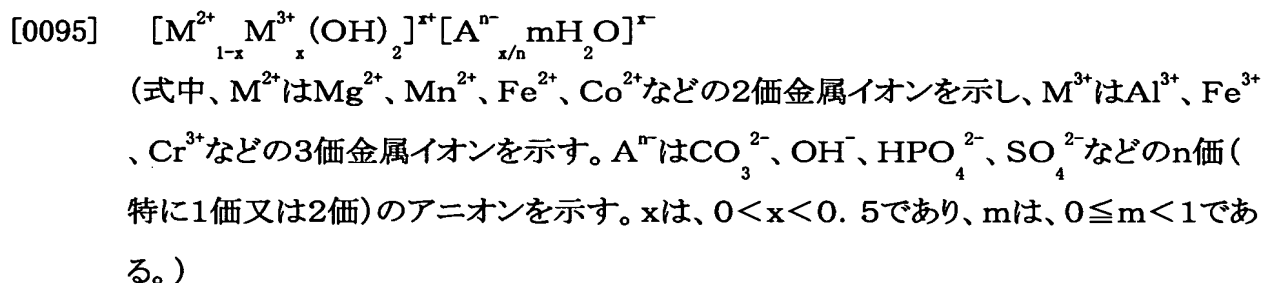 [0095] [M²⁺₁₋ₓM³⁺ₓ(OH)₂]ˣ⁺[Aⁿ⁻ₓ/ₙmH₂O]ˣ⁻
(式中、M²⁺はMg²⁺、Mn²⁺、Fe²⁺、Co²⁺などの2価金属イオンを示し、M³⁺はAl³⁺、Fe³⁺
、Cr³⁺などの3価金属イオンを示す。Aⁿ⁻はCO₃²⁻、OH⁻、HPO₄²⁻、SO₄²⁻などのn価(
特に1価又は2価)のアニオンを示す。xは、0<x<0. 5であり、mは、0≦m<1であ
る。)